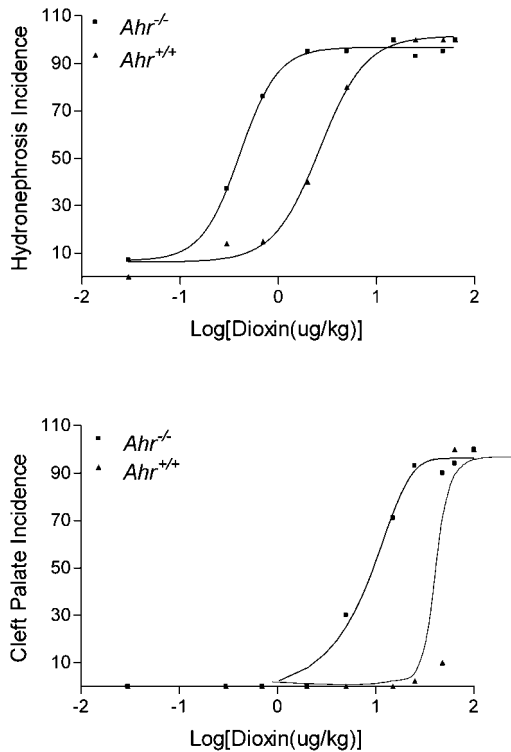 110
90
70
50
30
10
Hydronephrosis Incidence
Ahr-/-
Ahr+/+
-2 -1 0 1 2
Log[Dioxin(ug/kg)]
110
90
70
50
30
10
Cleft Palate Incidence
Ahr-/-
Ahr+/+
-2 -1 0 1 2
Log[Dioxin(ug/kg)]